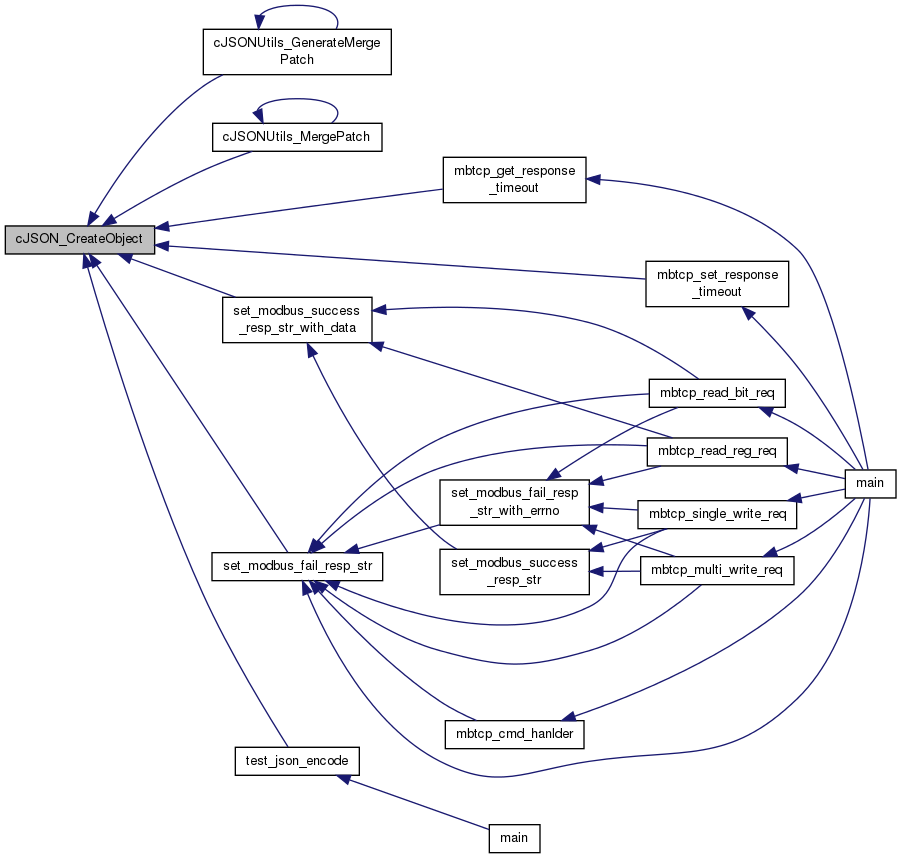 cJSONUtils_GenerateMerge
Patch
cJSONUtils_MergePatch
mbtcp_get_response
_timeout
cJSON_CreateObject
mbtcp_set_response
_timeout
set_modbus_success
_resp_str_with_data
mbtcp_read_bit_req
mbtcp_read_reg_req
main
set_modbus_fail_resp
_str_with_errno
mbtcp_single_write_req
set_modbus_success
_resp_str
set_modbus_fail_resp_str
mbtcp_multi_write_req
mbtcp_cmd_hanlder
test_json_encode
main